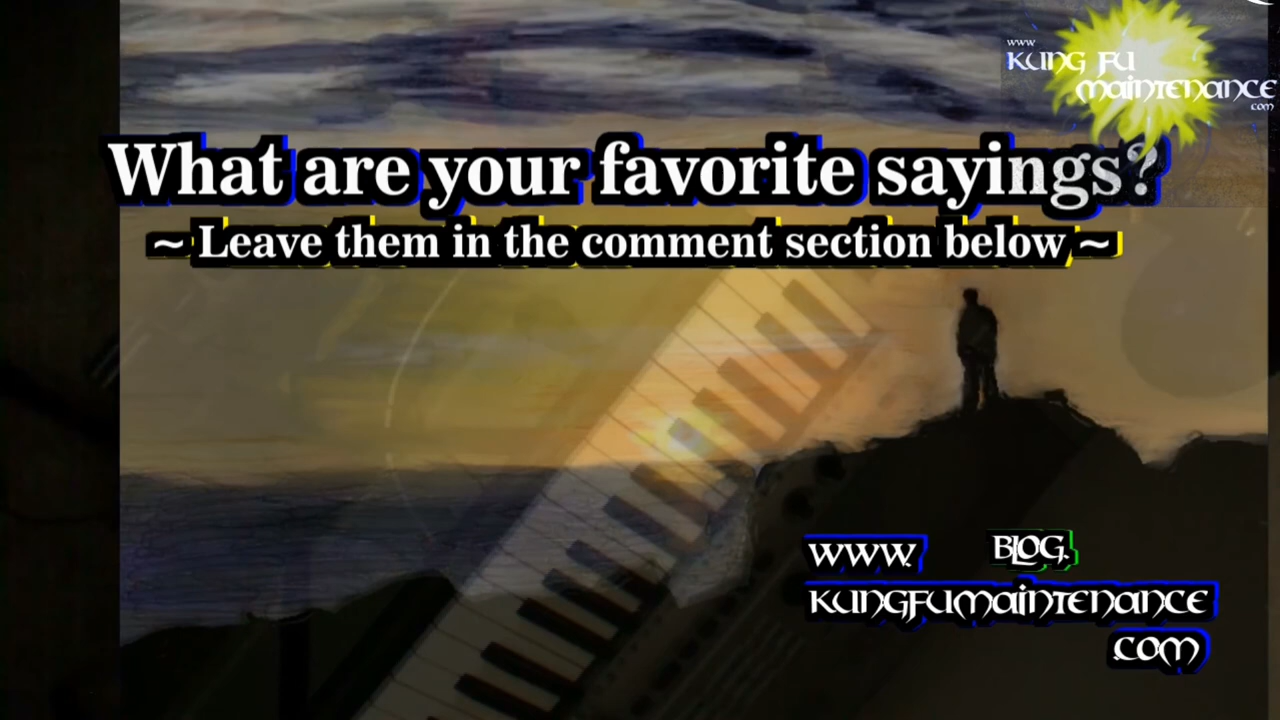 www
KUNG FU
MAINTENANCE
.com
What are your favorite sayings?
~ Leave them in the comment section below ~
WWW. BLOG.
KUNGFUMAINTENANCE
.COM